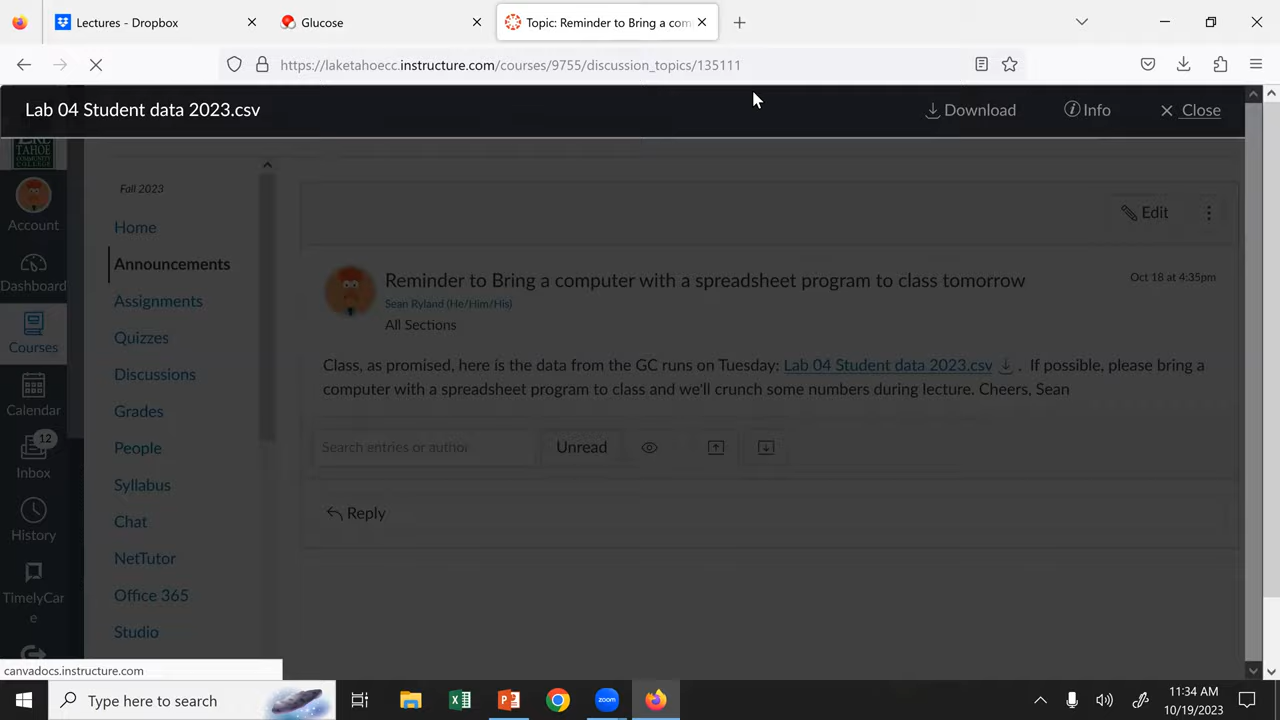 Lectures - Dropbox
Glucose
Topic: Reminder to Bring a com
https://laketahoecc.instructure.com/courses/9755/discussion_topics/135111
Lab 04 Student data 2023.csv
Download
Info
Close
TAHOE
COMMUNITY
COLLEGE
Account
Dashboard
Courses
Calendar
12
Inbox
History
TimelyCar
e
Fall 2023
Home
Announcements
Assignments
Quizzes
Discussions
Grades
People
Syllabus
Chat
NetTutor
Office 365
Studio
Edit
Reminder to Bring a computer with a spreadsheet program to class tomorrow
Oct 18 at 4:35pm
Sean Ryland (He/Him/His)
All Sections
Class, as promised, here is the data from the GC runs on Tuesday: Lab 04 Student data 2023.csv . If possible, please bring a
computer with a spreadsheet program to class and we'll crunch some numbers during lecture. Cheers, Sean
Search entries or author
Unread
Reply
canvadocs.instructure.com
Type here to search
zoom
11:34 AM
10/19/2023